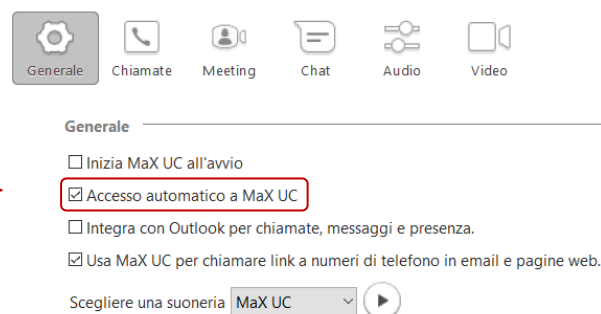 Generale Chiamate Meeting Chat Audio Video
Generale
Inizia MaX UC all'avvio
Accesso automatico a MaX UC
Integra con Outlook per chiamate, messaggi e presenza.
Usa MaX UC per chiamare link a numeri di telefono in email e pagine web.
Scegliere una suoneria MaX UC